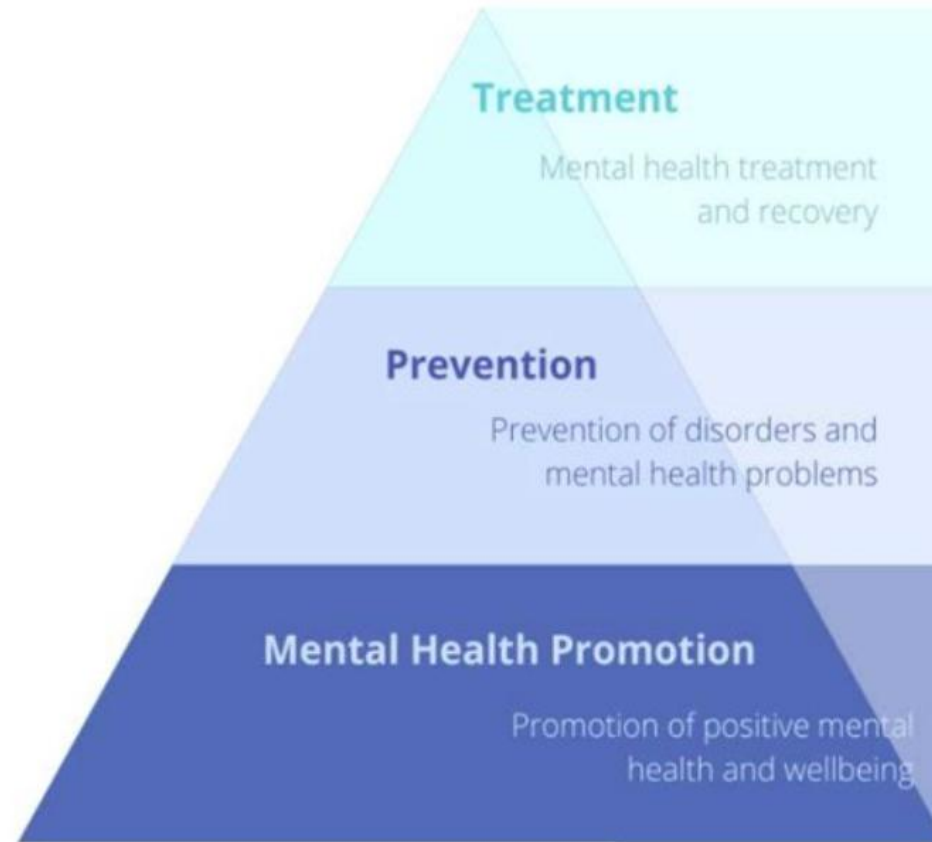 Treatment
Mental health treatment
and recovery
Prevention
Prevention of disorders and
mental health problems
Mental Health Promotion
Promotion of positive mental
health and wellbeing